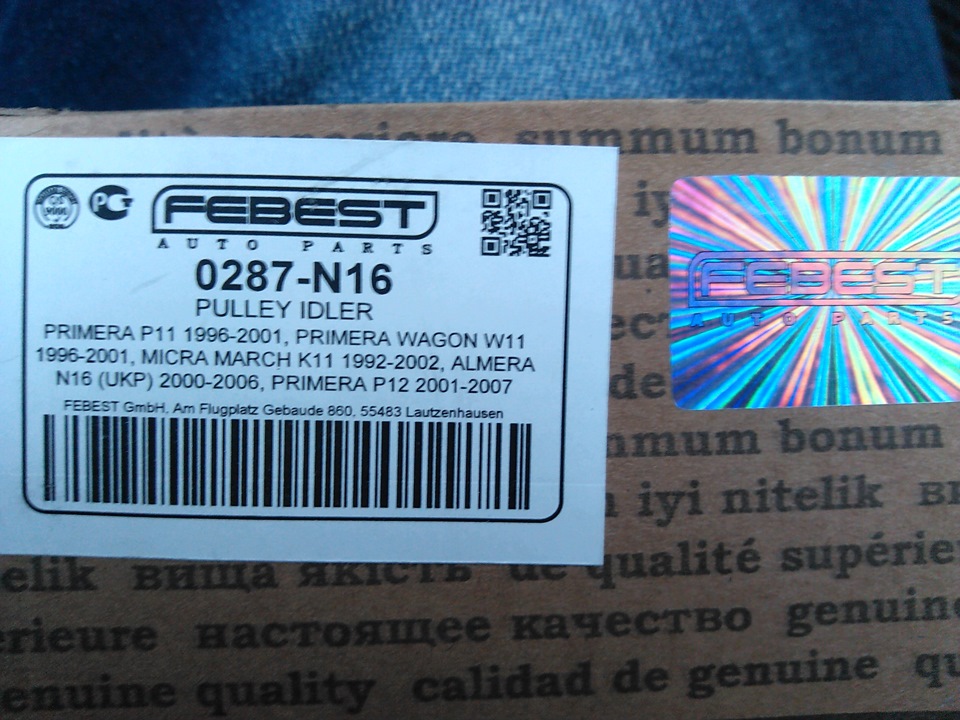 summum bonum
FEBEST
AUTO PARTS
0287-N16
PULLEY IDLER
PRIMERA P11 1996-2001, PRIMERA WAGON W11
1996-2001, MICRA MARCH K11 1992-2002, ALMERA
N16 (UKP) 2000-2006, PRIMERA P12 2001-2007
FEBEST GmbH, Am Flugplatz Gebaude 860, 55483 Lautzenhausen
FEBEST
AUTO PARTS
de
mmum bonum
iyi nitelik
elik вища якість de qualité supérie
erieure настоящее качество genuine
enuine quality calidad de genuine qu